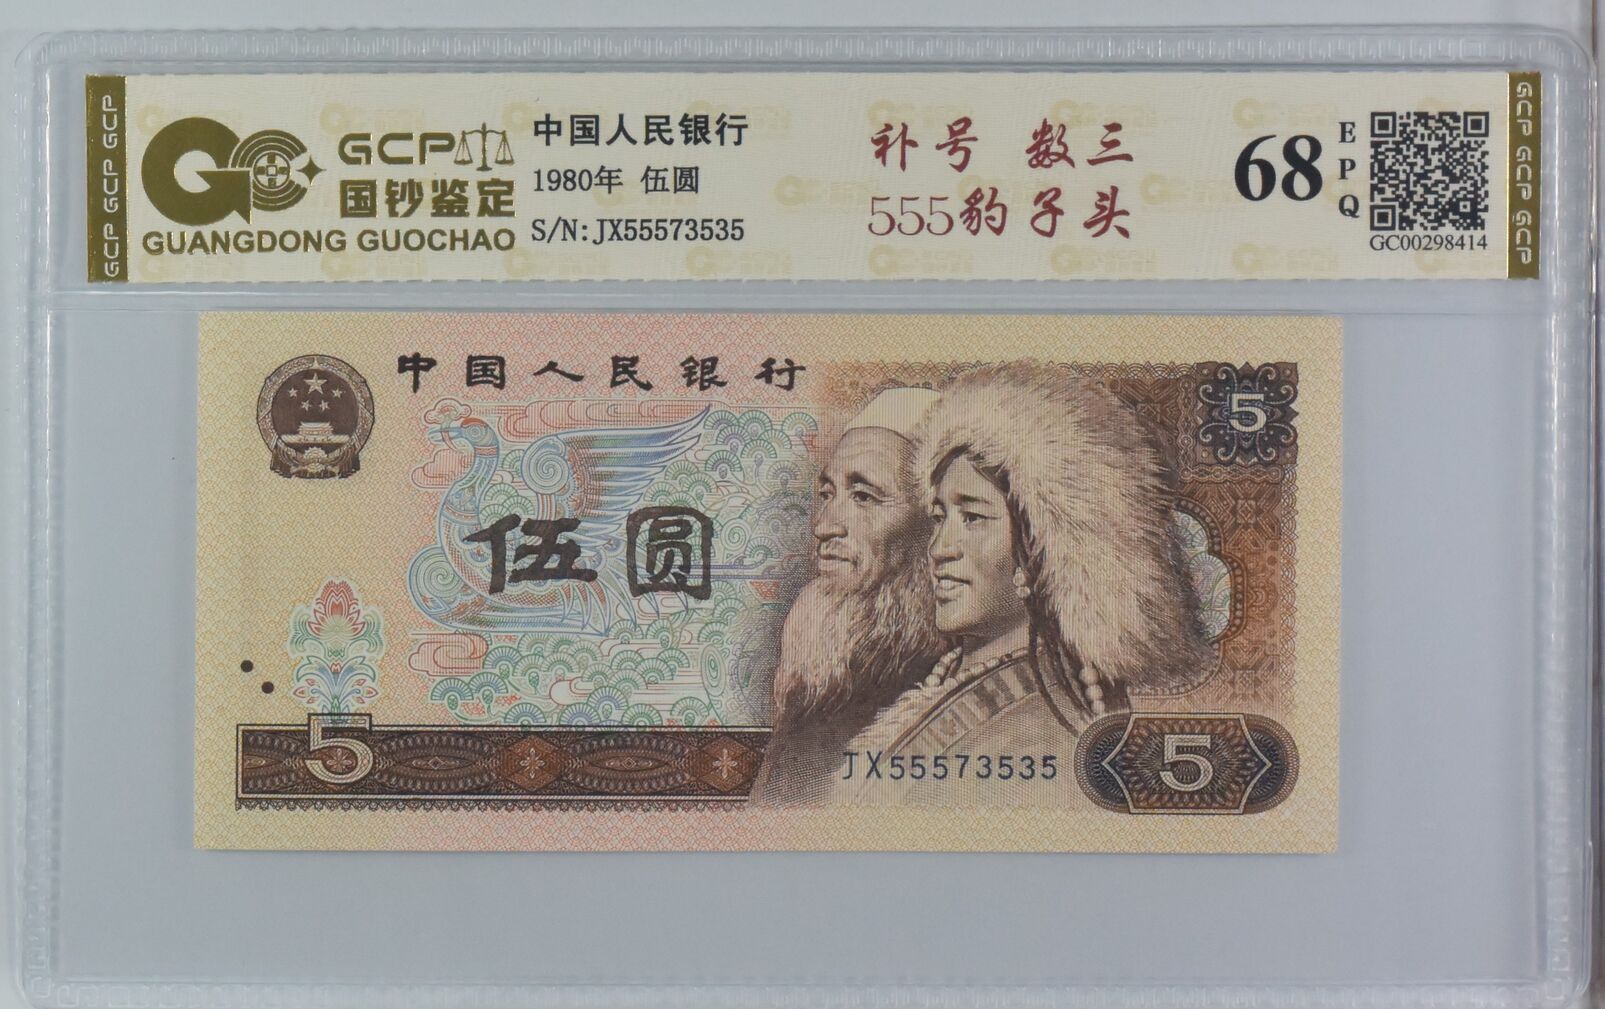 GCP GCP GCP
GCP
国钞鉴定
GUANGDONG GUOCHAO
中国人民银行
1980年 伍圆
S/N:JX55573535
补号 数三
555豹子头
68
EPQ
GC00298414
GCP GCP GCP
中国人民银行
5
伍圆
5
JX55573535
5